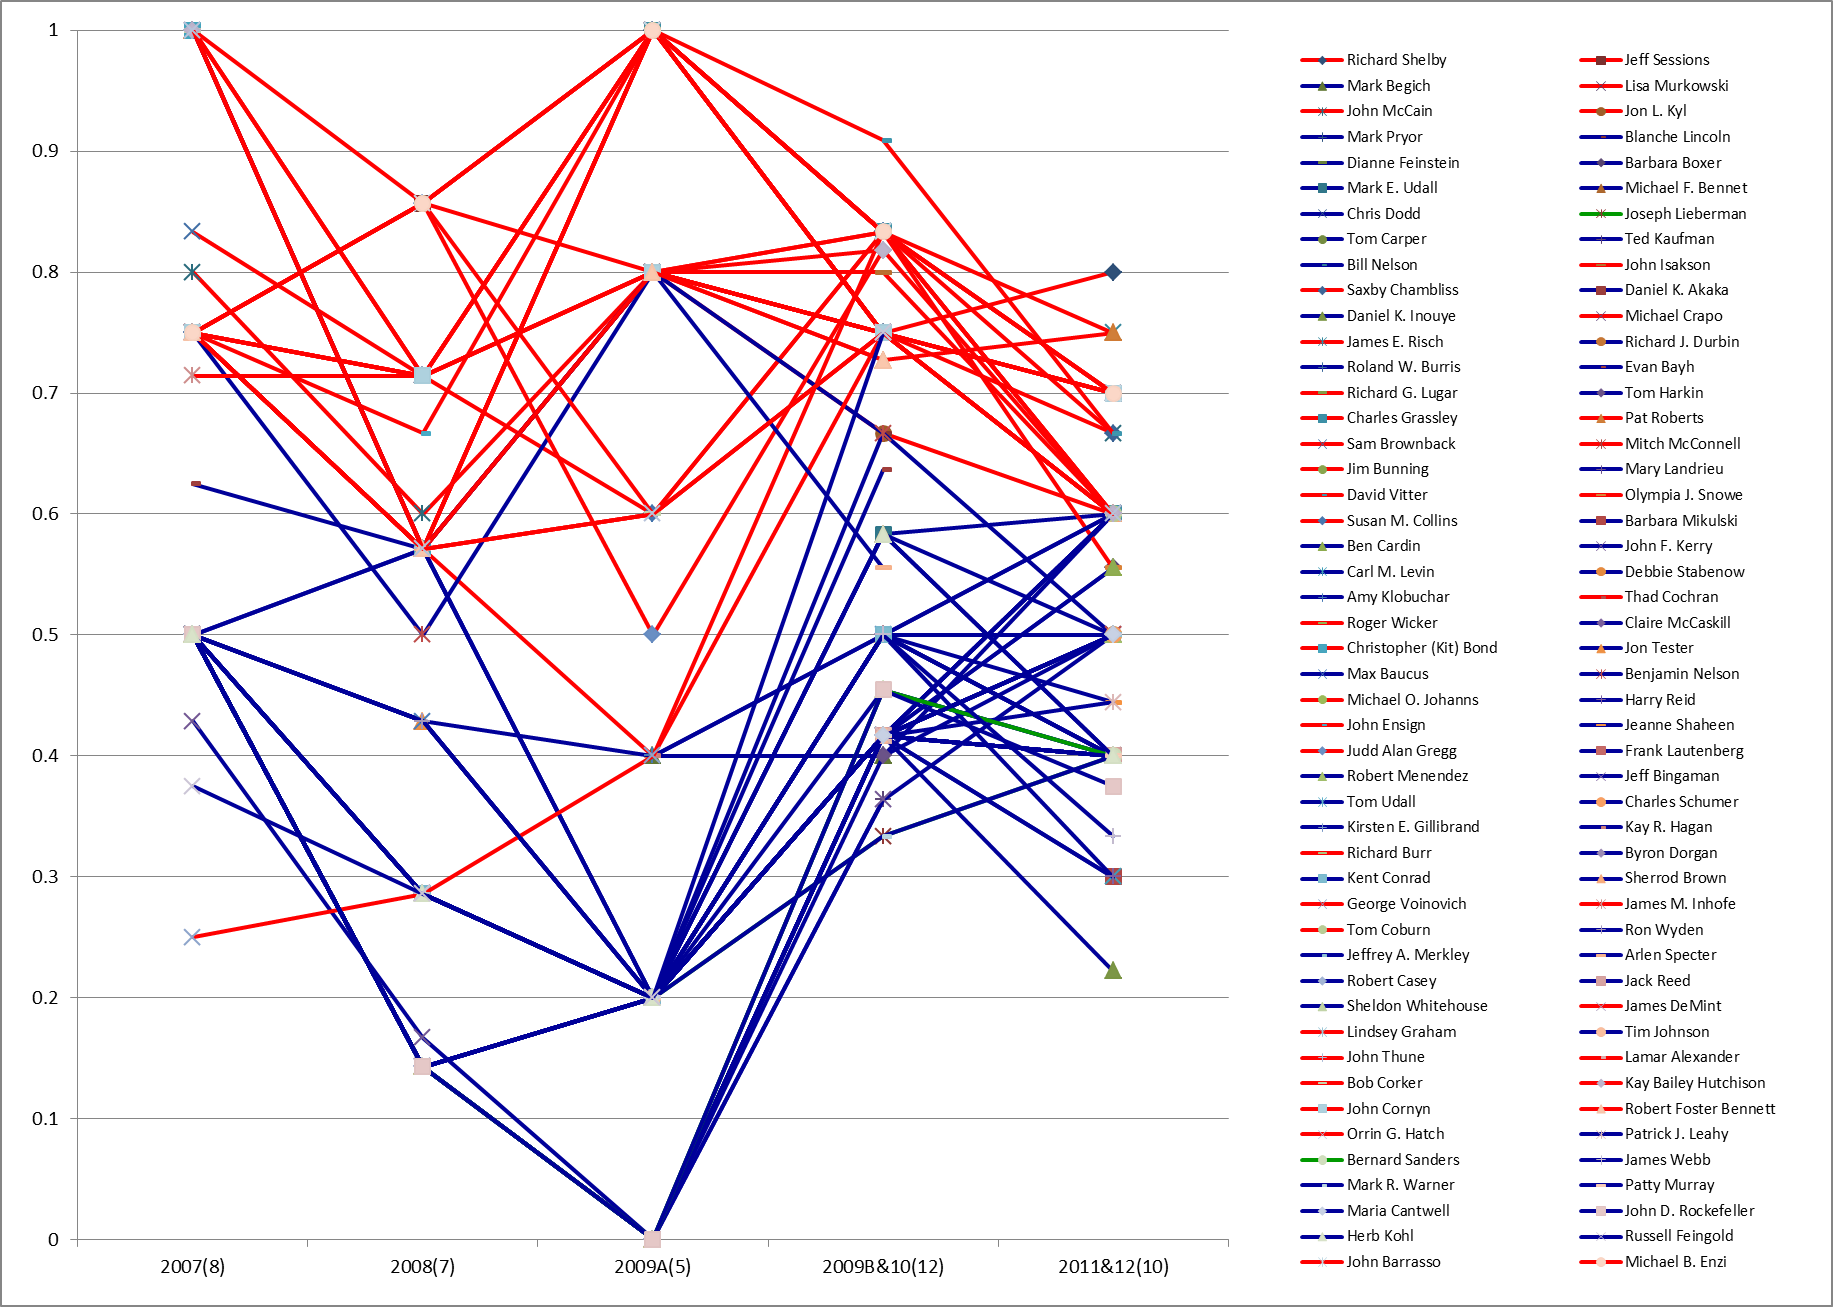 1
0.9
0.8
0.7
0.6
0.5
0.4
0.3
0.2
0.1
0
2007(8) 2008(7) 2009A(5) 2009B&10(12) 2011&12(10)
Richard Shelby Jeff Sessions
Mark Begich Lisa Murkowski
John McCain Jon L. Kyl
Mark Pryor Blanche Lincoln
Dianne Feinstein Barbara Boxer
Mark E. Udall Michael F. Bennet
Chris Dodd Joseph Lieberman
Tom Carper Ted Kaufman
Bill Nelson John Isakson
Saxby Chambliss Daniel K. Akaka
Daniel K. Inouye Michael Crapo
James E. Risch Richard J. Durbin
Roland W. Burris Evan Bayh
Richard G. Lugar Tom Harkin
Charles Grassley Pat Roberts
Sam Brownback Mitch McConnell
Jim Bunning Mary Landrieu
David Vitter Olympia J. Snowe
Susan M. Collins Barbara Mikulski
Ben Cardin John F. Kerry
Carl M. Levin Debbie Stabenow
Amy Klobuchar Thad Cochran
Roger Wicker Claire McCaskill
Christopher (Kit) Bond Jon Tester
Max Baucus Benjamin Nelson
Michael O. Johanns Harry Reid
John Ensign Jeanne Shaheen
Judd Alan Gregg Frank Lautenberg
Robert Menendez Jeff Bingaman
Tom Udall Charles Schumer
Kirsten E. Gillibrand Kay R. Hagan
Richard Burr Byron Dorgan
Kent Conrad Sherrod Brown
George Voinovich James M. Inhofe
Tom Coburn Ron Wyden
Jeffrey A. Merkley Arlen Specter
Robert Casey Jack Reed
Sheldon Whitehouse James DeMint
Lindsey Graham Tim Johnson
John Thune Lamar Alexander
Bob Corker Kay Bailey Hutchison
John Cornyn Robert Foster Bennett
Orrin G. Hatch Patrick J. Leahy
Bernard Sanders James Webb
Mark R. Warner Patty Murray
Maria Cantwell John D. Rockefeller
Herb Kohl Russell Feingold
John Barrasso Michael B. Enzi